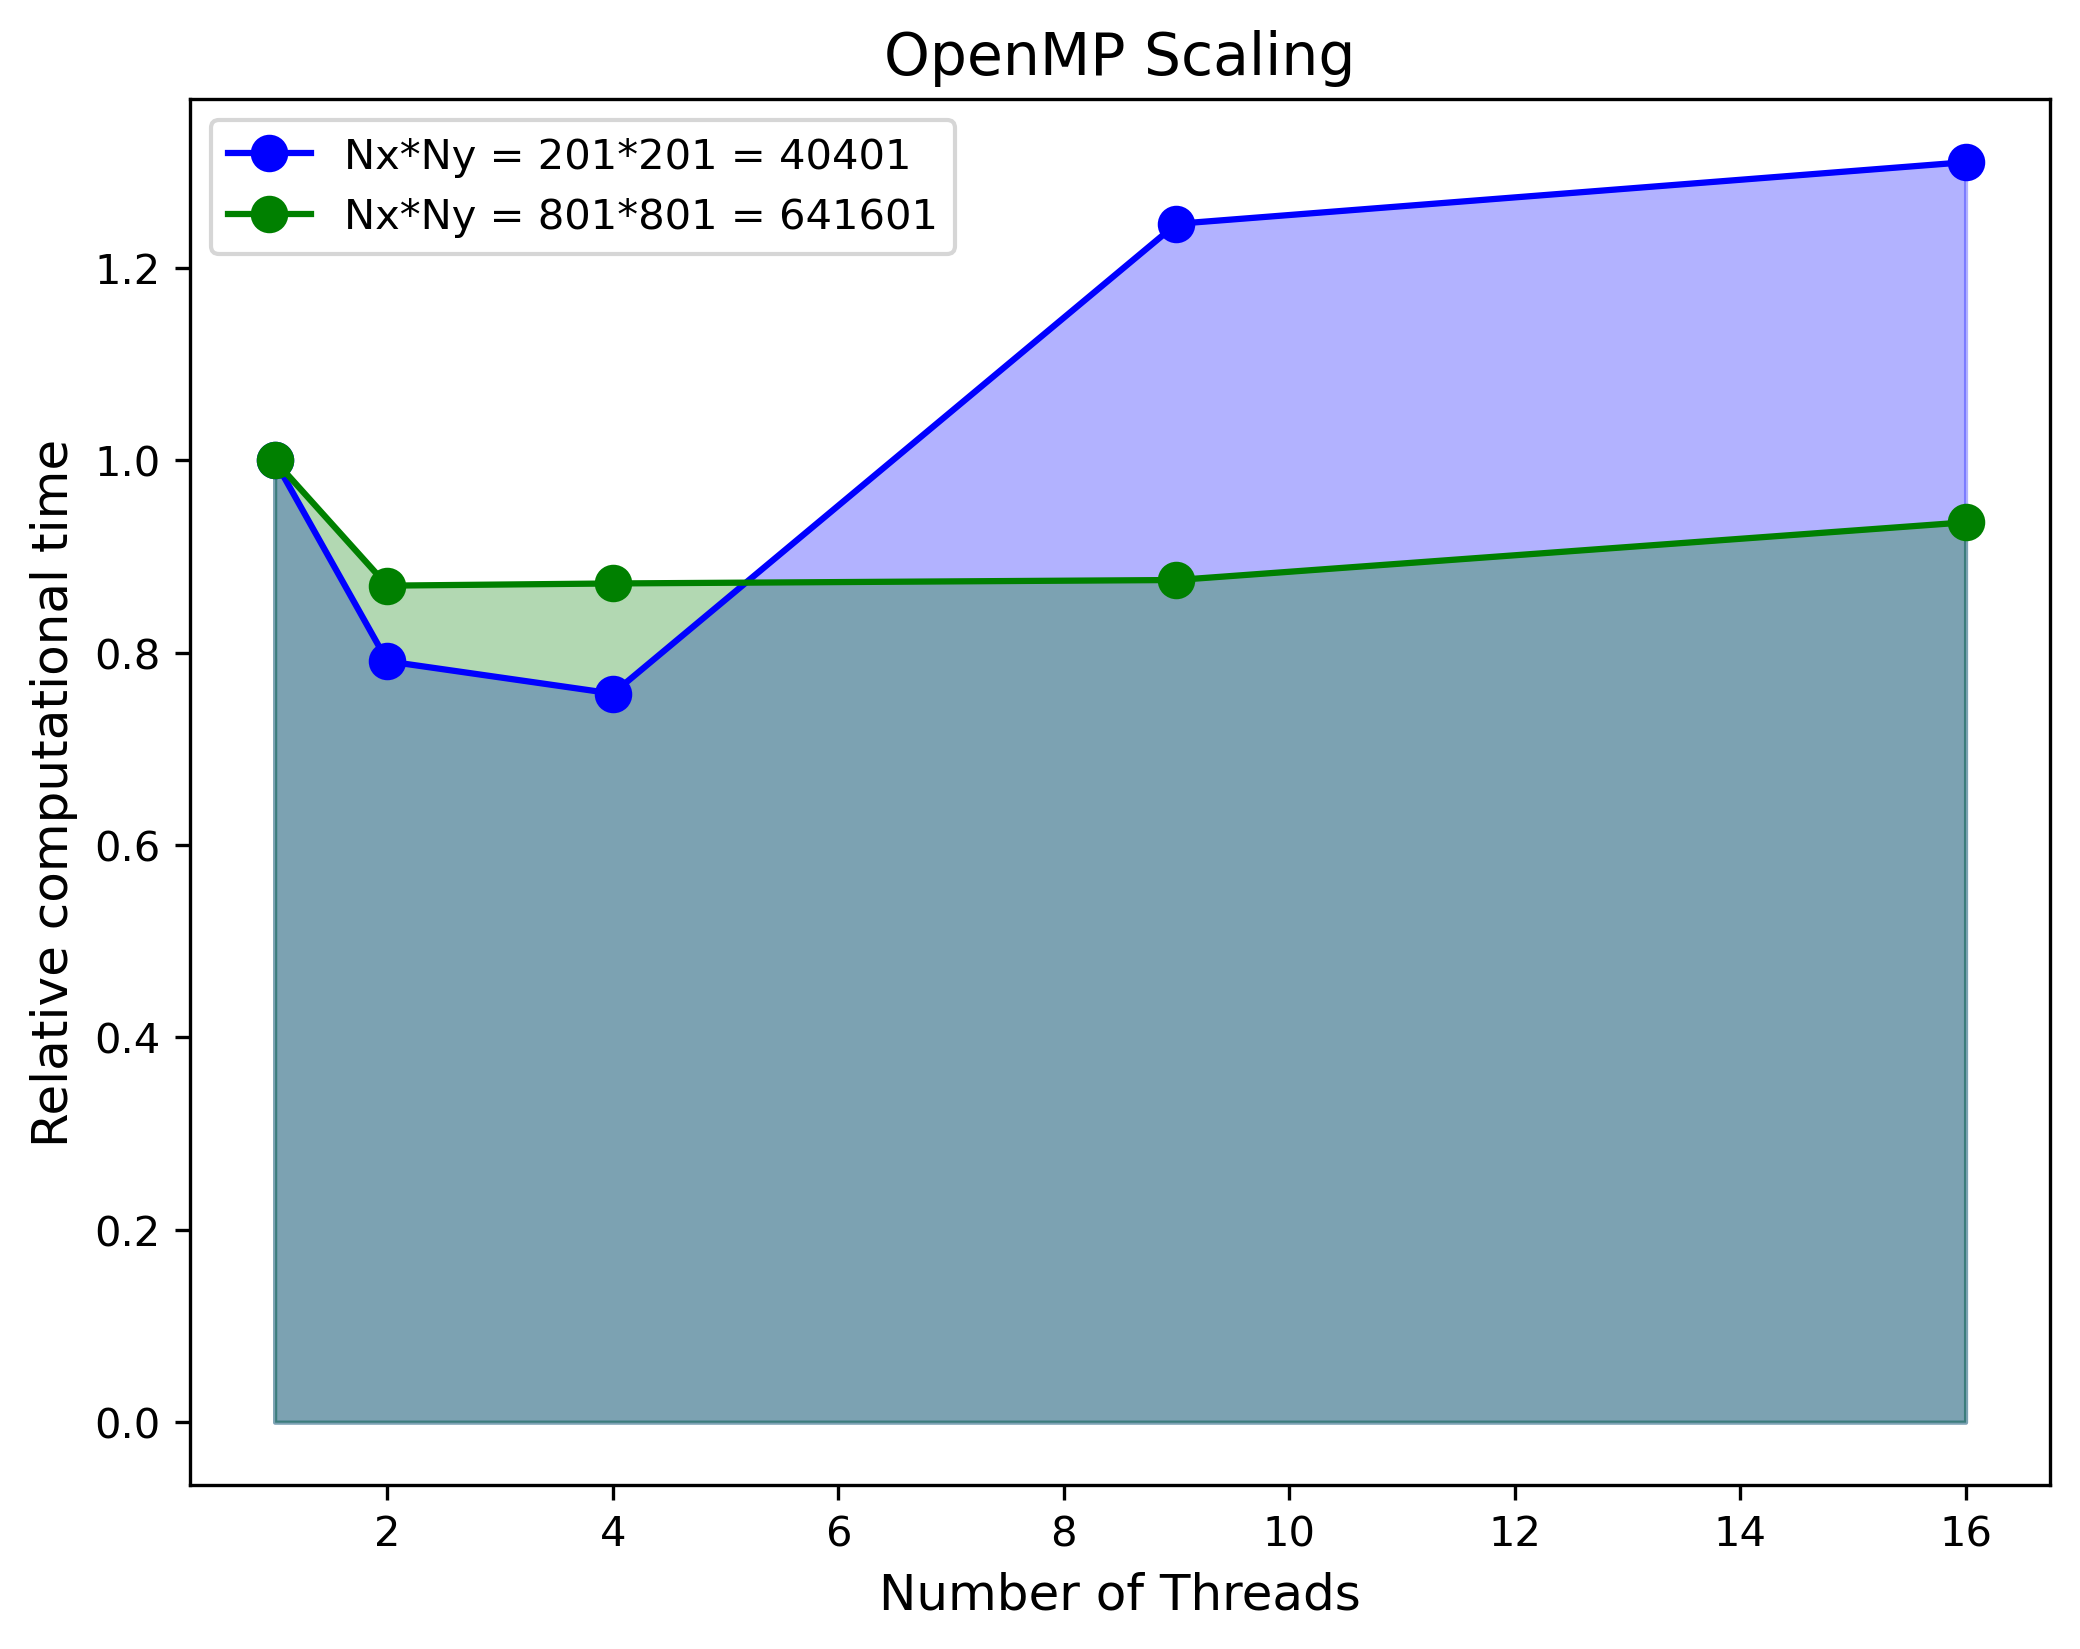 OpenMP Scaling
Nx*Ny = 201*201 = 40401
Nx*Ny = 801*801 = 641601
Relative computational time
1.2
1.0
0.8
0.6
0.4
0.2
0.0
2 4 6 8 10 12 14 16
Number of Threads